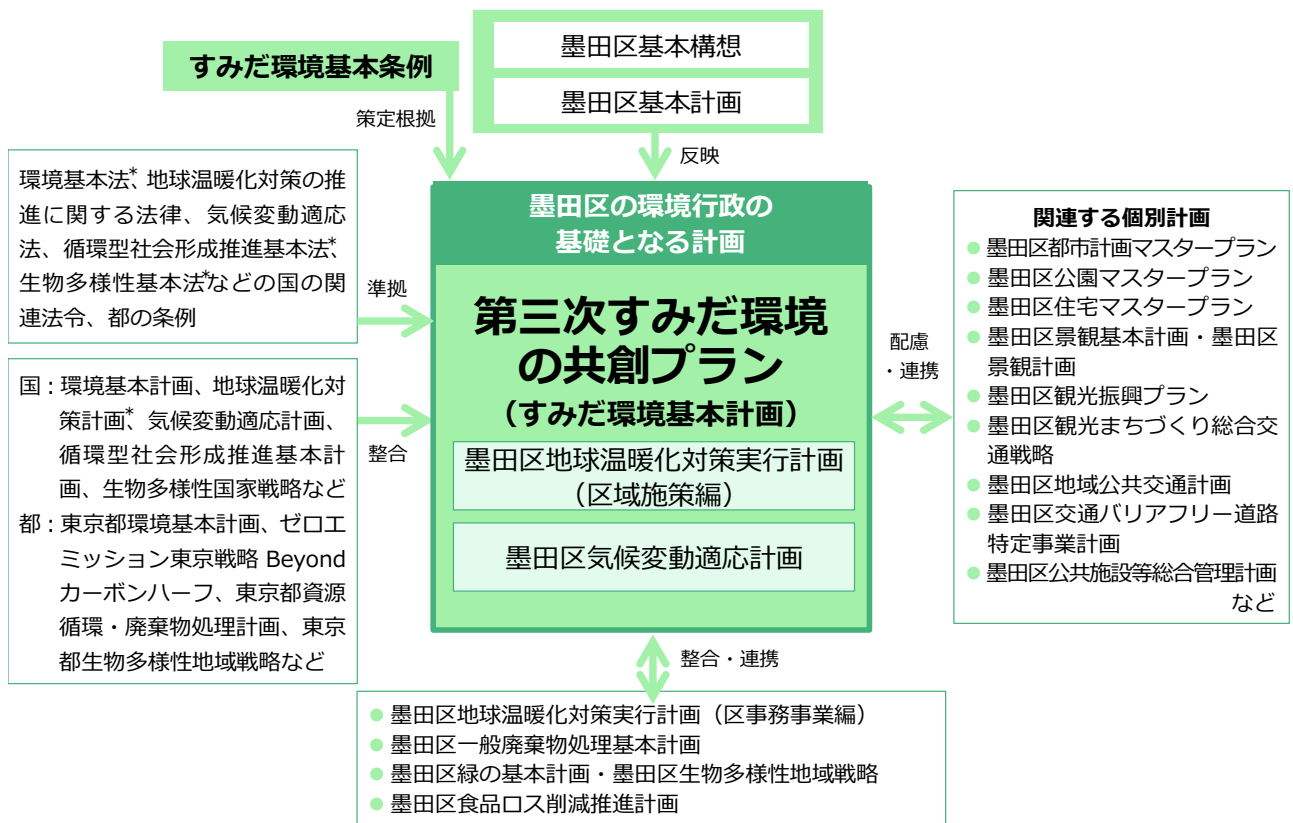 墨田区基本構想
墨田区基本計画
すみだ環境基本条例
策定根拠
反映
環境基本法*、地球温暖化対策の推
進に関する法律、気候変動適応
法、循環型社会形成推進基本法*、
生物多様性基本法*などの国の関
連法令、都の条例
準拠
国：環境基本計画、地球温暖化対
策計画*、気候変動適応計画、
循環型社会形成推進基本計
画、生物多様性国家戦略など
都：東京都環境基本計画、ゼロエ
ミッション東京戦略 Beyond
カーボンハーフ、東京都資源
循環・廃棄物処理計画、東京
都生物多様性地域戦略など
整合
墨田区の環境行政の
基礎となる計画
第三次すみだ環境
の共創プラン
（すみだ環境基本計画）
墨田区地球温暖化対策実行計画
（区域施策編）
墨田区気候変動適応計画
配慮
・連携
関連する個別計画
●墨田区都市計画マスタープラン
●墨田区公園マスタープラン
●墨田区住宅マスタープラン
●墨田区景観基本計画・墨田区
景観計画
●墨田区観光振興プラン
●墨田区観光まちづくり総合交
通戦略
●墨田区地域公共交通計画
●墨田区交通バリアフリー道路
特定事業計画
●墨田区公共施設等総合管理計画
など
整合・連携
●墨田区地球温暖化対策実行計画（区事務事業編）
●墨田区一般廃棄物処理基本計画
●墨田区緑の基本計画・墨田区生物多様性地域戦略
●墨田区食品ロス削減推進計画